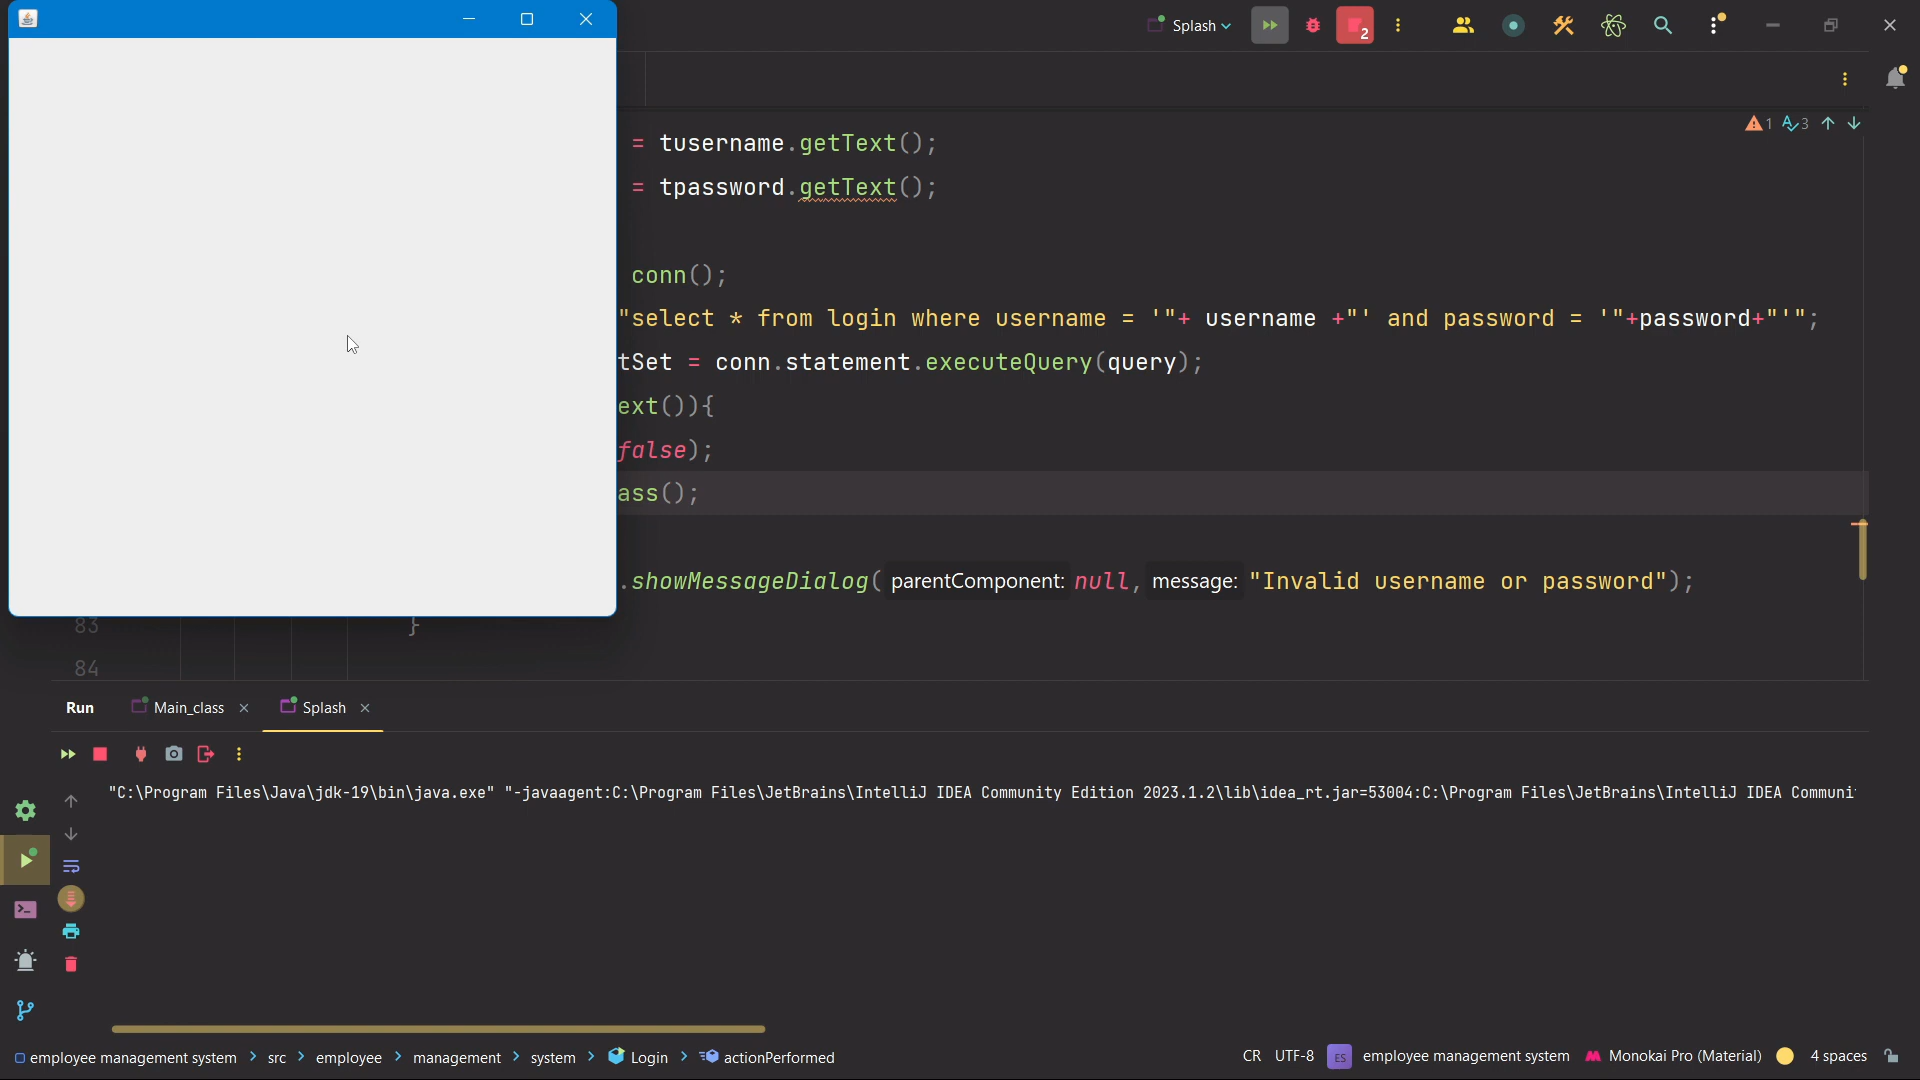 Splash
2
1 3
= tusername.getText();
= tpassword.getText();
conn();
"select * from login where username = '"+ username +"' and password = '"+password+"'";
tSet = conn.statement.executeQuery(query);
ext()){
false);
ass();
.showMessageDialog( parentComponent: null, message: "Invalid username or password");
83 }
84
Run Main_class Splash
"C:\Program Files\Java\jdk-19\bin\java.exe" "-javaagent:C:\Program Files\JetBrains\IntelliJ IDEA Community Edition 2023.1.2\lib\idea_rt.jar=53004:C:\Program Files\JetBrains\IntelliJ IDEA Communi
employee management system > src > employee > management > system > Login > actionPerformed CR UTF-8 ES employee management system Monokai Pro (Material) 4 spaces